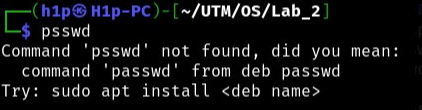 ┌──(h1p㉿H1p-PC)-[~/UTM/OS/Lab_2]
└─$ psswd
Command 'psswd' not found, did you mean:
  command 'passwd' from deb passwd
Try: sudo apt install <deb name>